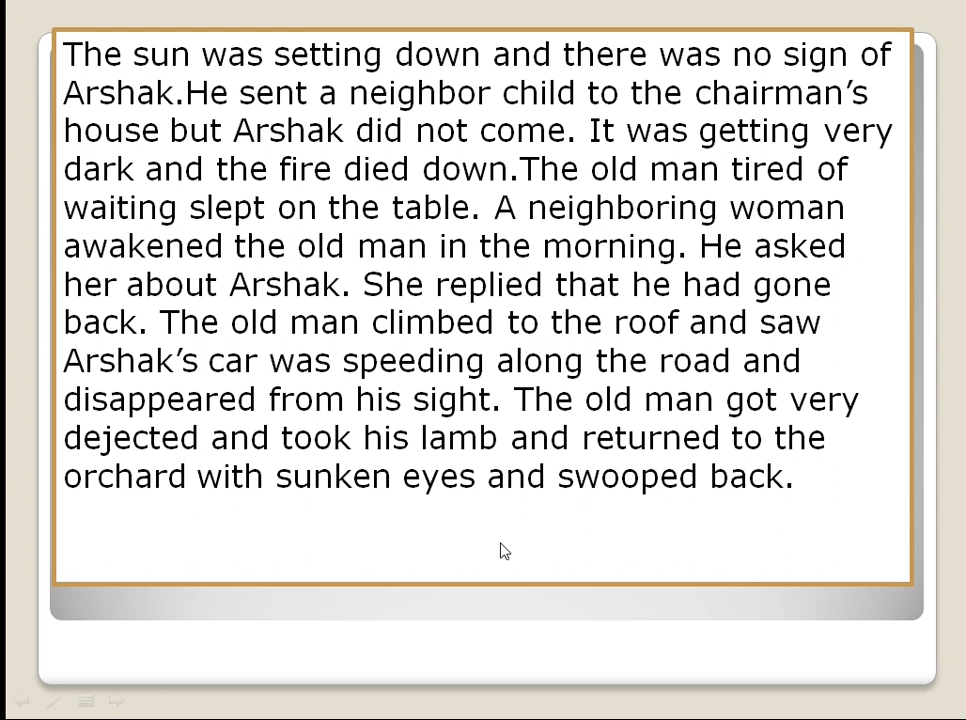 The sun was setting down and there was no sign of
Arshak.He sent a neighbor child to the chairman’s
house but Arshak did not come. It was getting very
dark and the fire died down.The old man tired of
waiting slept on the table. A neighboring woman
awakened the old man in the morning. He asked
her about Arshak. She replied that he had gone
back. The old man climbed to the roof and saw
Arshak’s car was speeding along the road and
disappeared from his sight. The old man got very
dejected and took his lamb and returned to the
orchard with sunken eyes and swooped back.